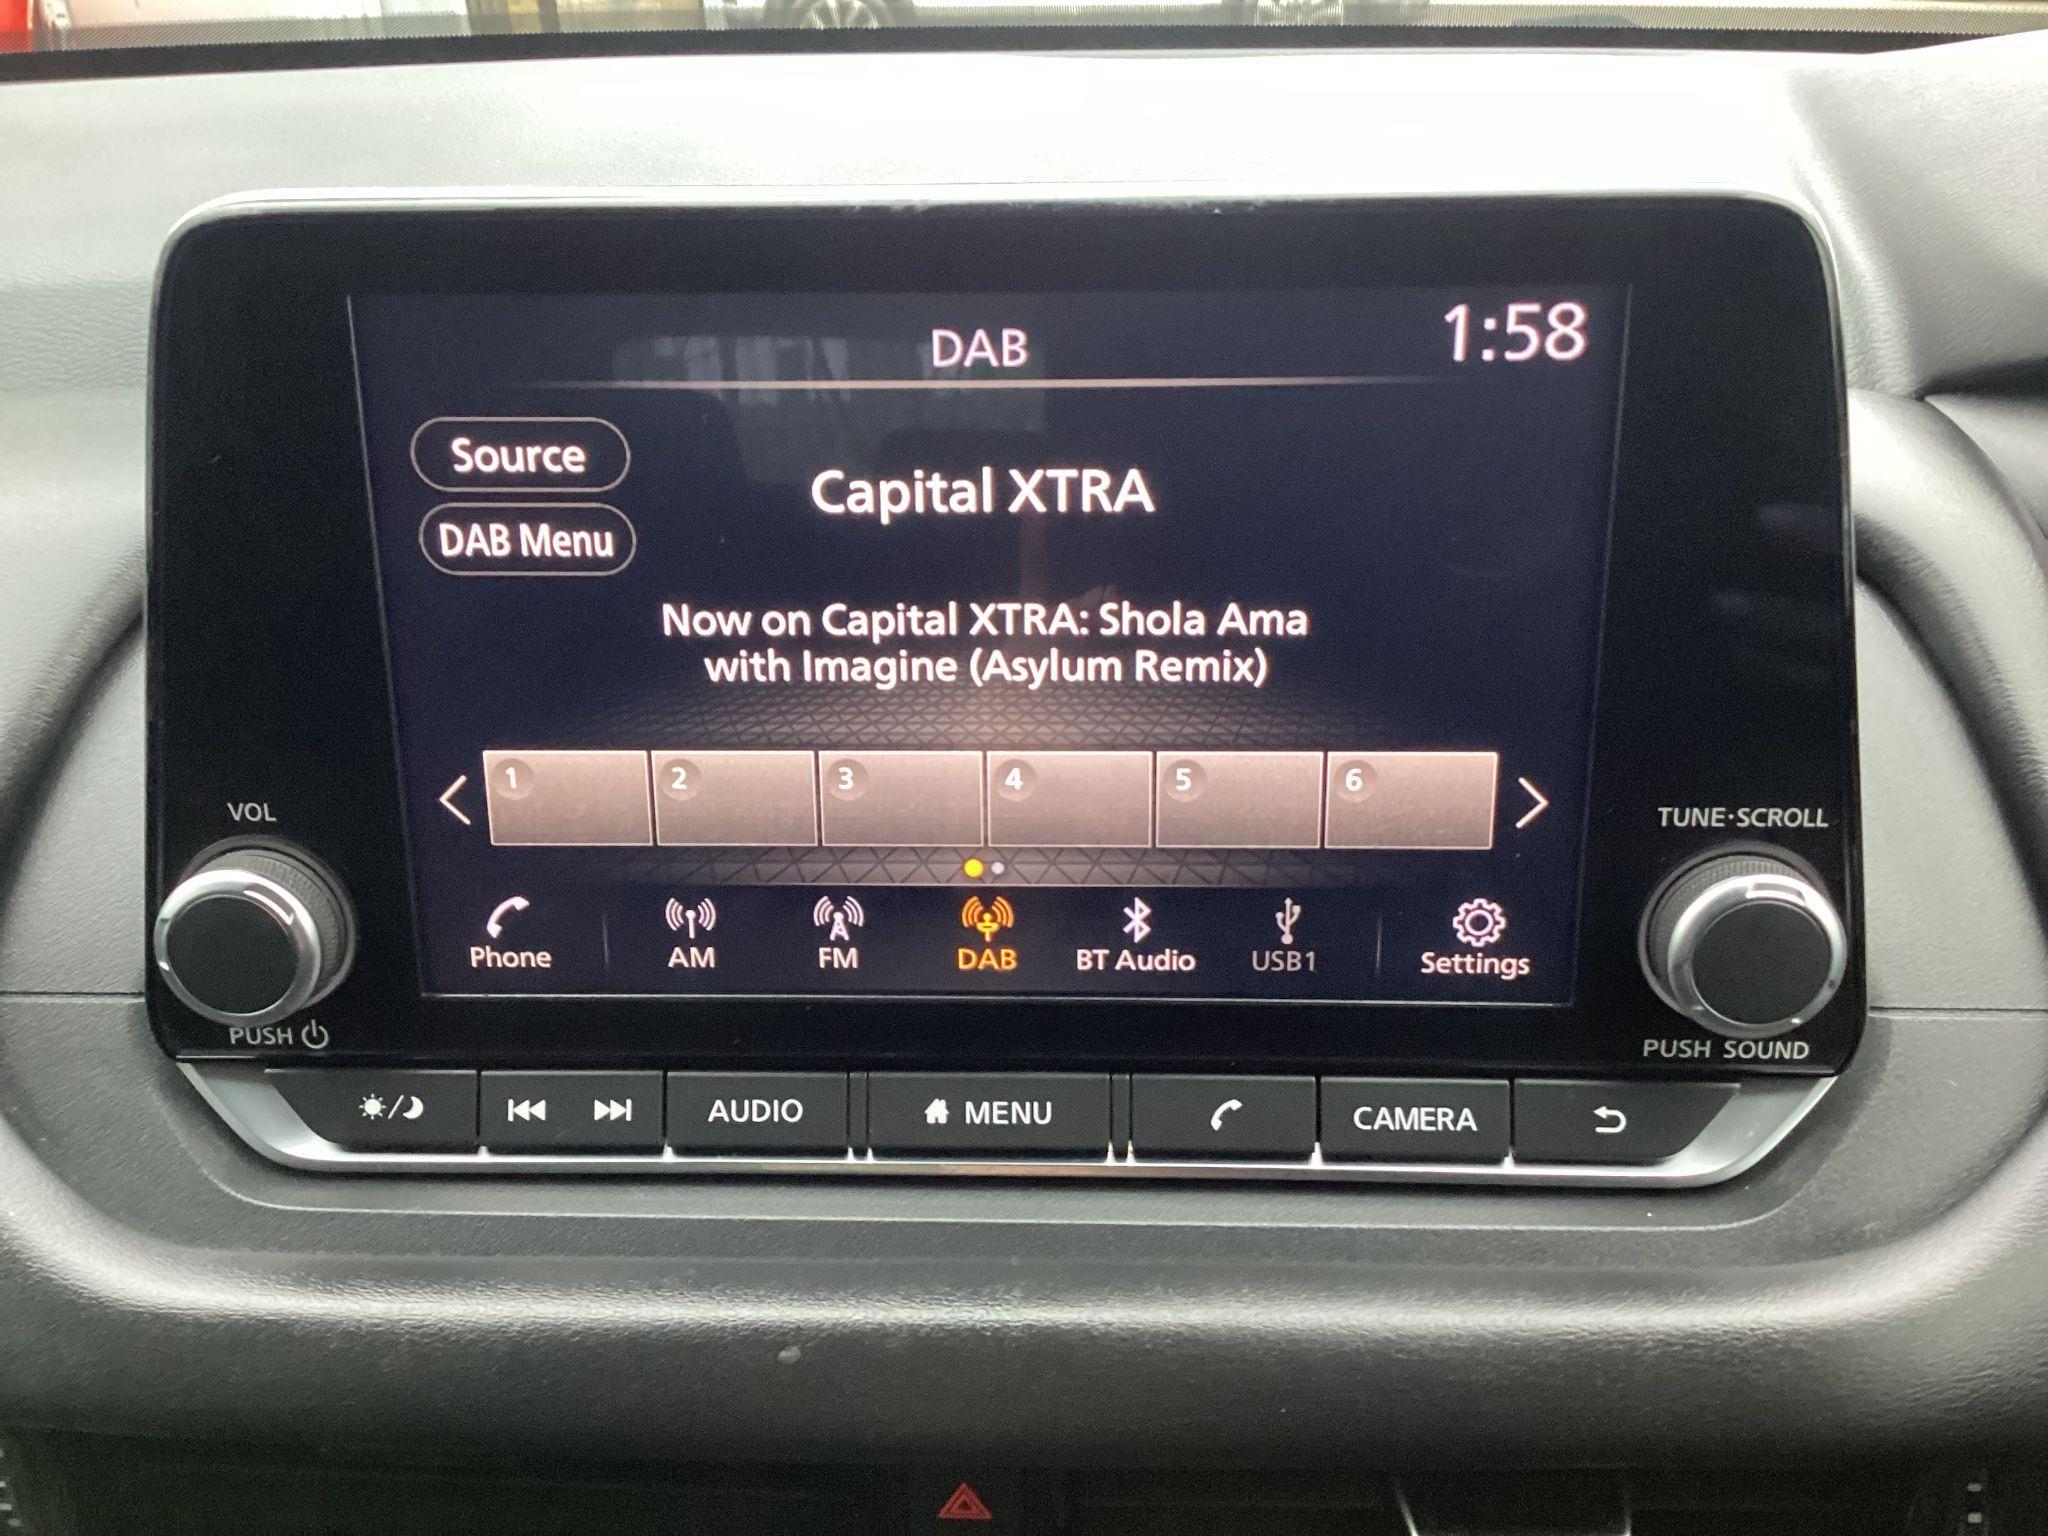 DAB
1:58
Source
Capital XTRA
DAB Menu
Now on Capital XTRA: Shola Ama
with Imagine (Asylum Remix)
1 2 3 4 5 6
VOL
TUNE·SCROLL
Phone AM FM DAB BT Audio USB1 Settings
PUSH
PUSH SOUND
AUDIO MENU CAMERA